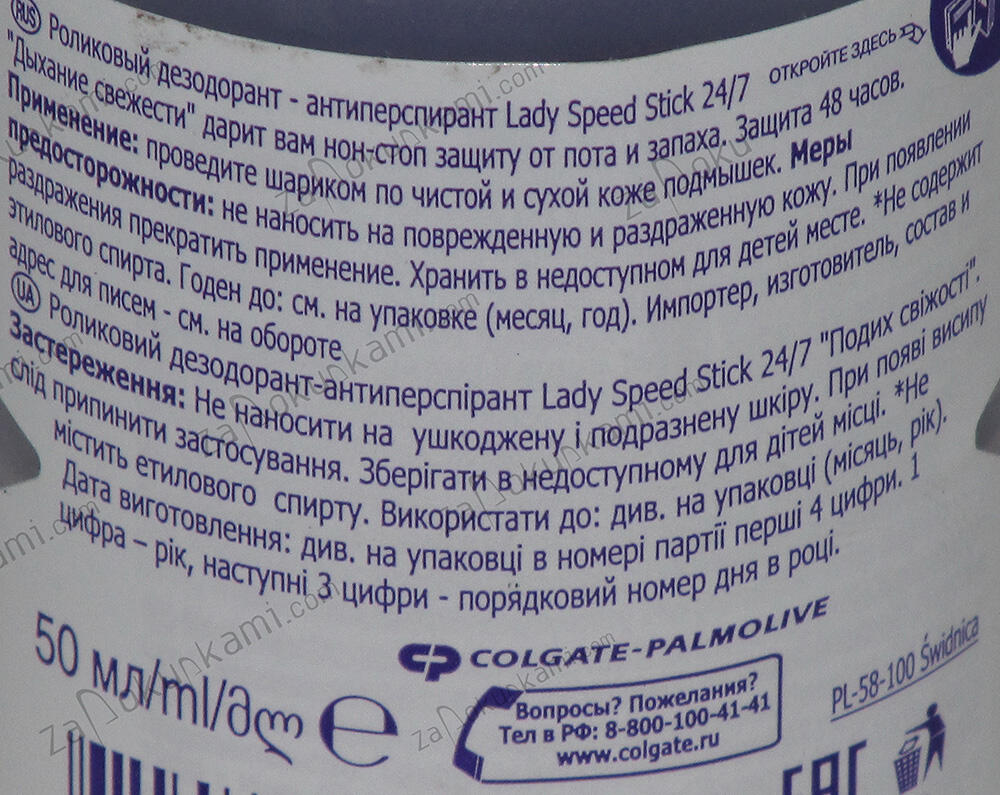 RUS Роликовый дезодорант - антиперспирант Lady Speed Stick 24/7
ОТКРОЙТЕ ЗДЕСЬ
"Дыхание свежести" дарит вам нон-стоп защиту от пота и запаха. Защита 48 часов.
Применение: проведите шариком по чистой и сухой коже подмышек. Меры
предосторожности: не наносить на поврежденную и раздраженную кожу. При появлении
раздражения прекратить применение. Хранить в недоступном для детей месте. *Не содержит
этилового спирта. Годен до: см. на упаковке (месяц, год). Импортер, изготовитель, состав и
адрес для писем - см. на обороте
UA Роликовий дезодорант-антиперспірант Lady Speed Stick 24/7 "Подих свіжості".
Застереження: Не наносити на ушкоджену і подразнену шкіру. При появі висипу
слід припинити застосування. Зберігати в недоступному для дітей місці. *Не
містить етилового спирту. Використати до: див. на упаковці (місяць, рік).
Дата виготовлення: див. на упаковці в номері партії перші 4 цифри. 1
цифра – рік, наступні 3 цифри - порядковий номер дня в році.
50 мл/ml/მლ e
CP COLGATE-PALMOLIVE
PL-58-100 Świdnica
Вопросы? Пожелания?
Тел в РФ: 8-800-100-41-41
www.colgate.ru
EAC
zaпokunkami.com